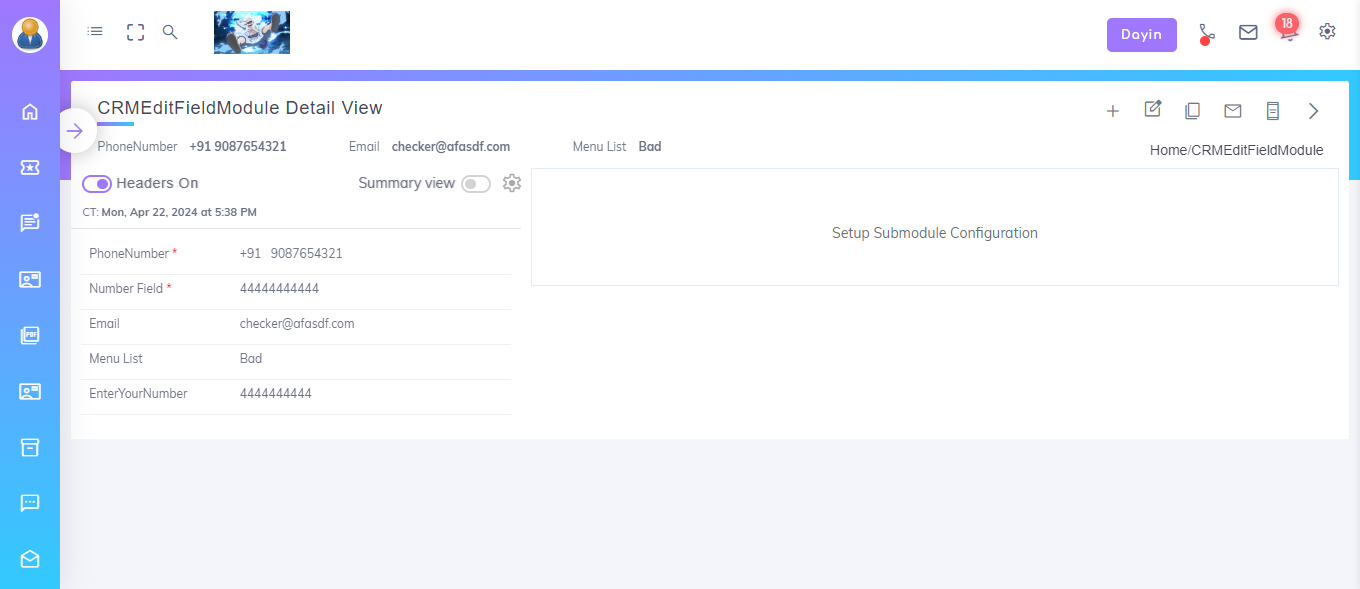 Dayin
18
CRMEditFieldModule Detail View
PhoneNumber +91 9087654321 Email checker@afasdf.com Menu List Bad
Home/CRMEditFieldModule
Headers On Summary view
CT: Mon, Apr 22, 2024 at 5:38 PM
PhoneNumber * +91 9087654321
Number Field * 44444444444
Email checker@afasdf.com
Menu List Bad
EnterYourNumber 4444444444
Setup Submodule Configuration
PDF